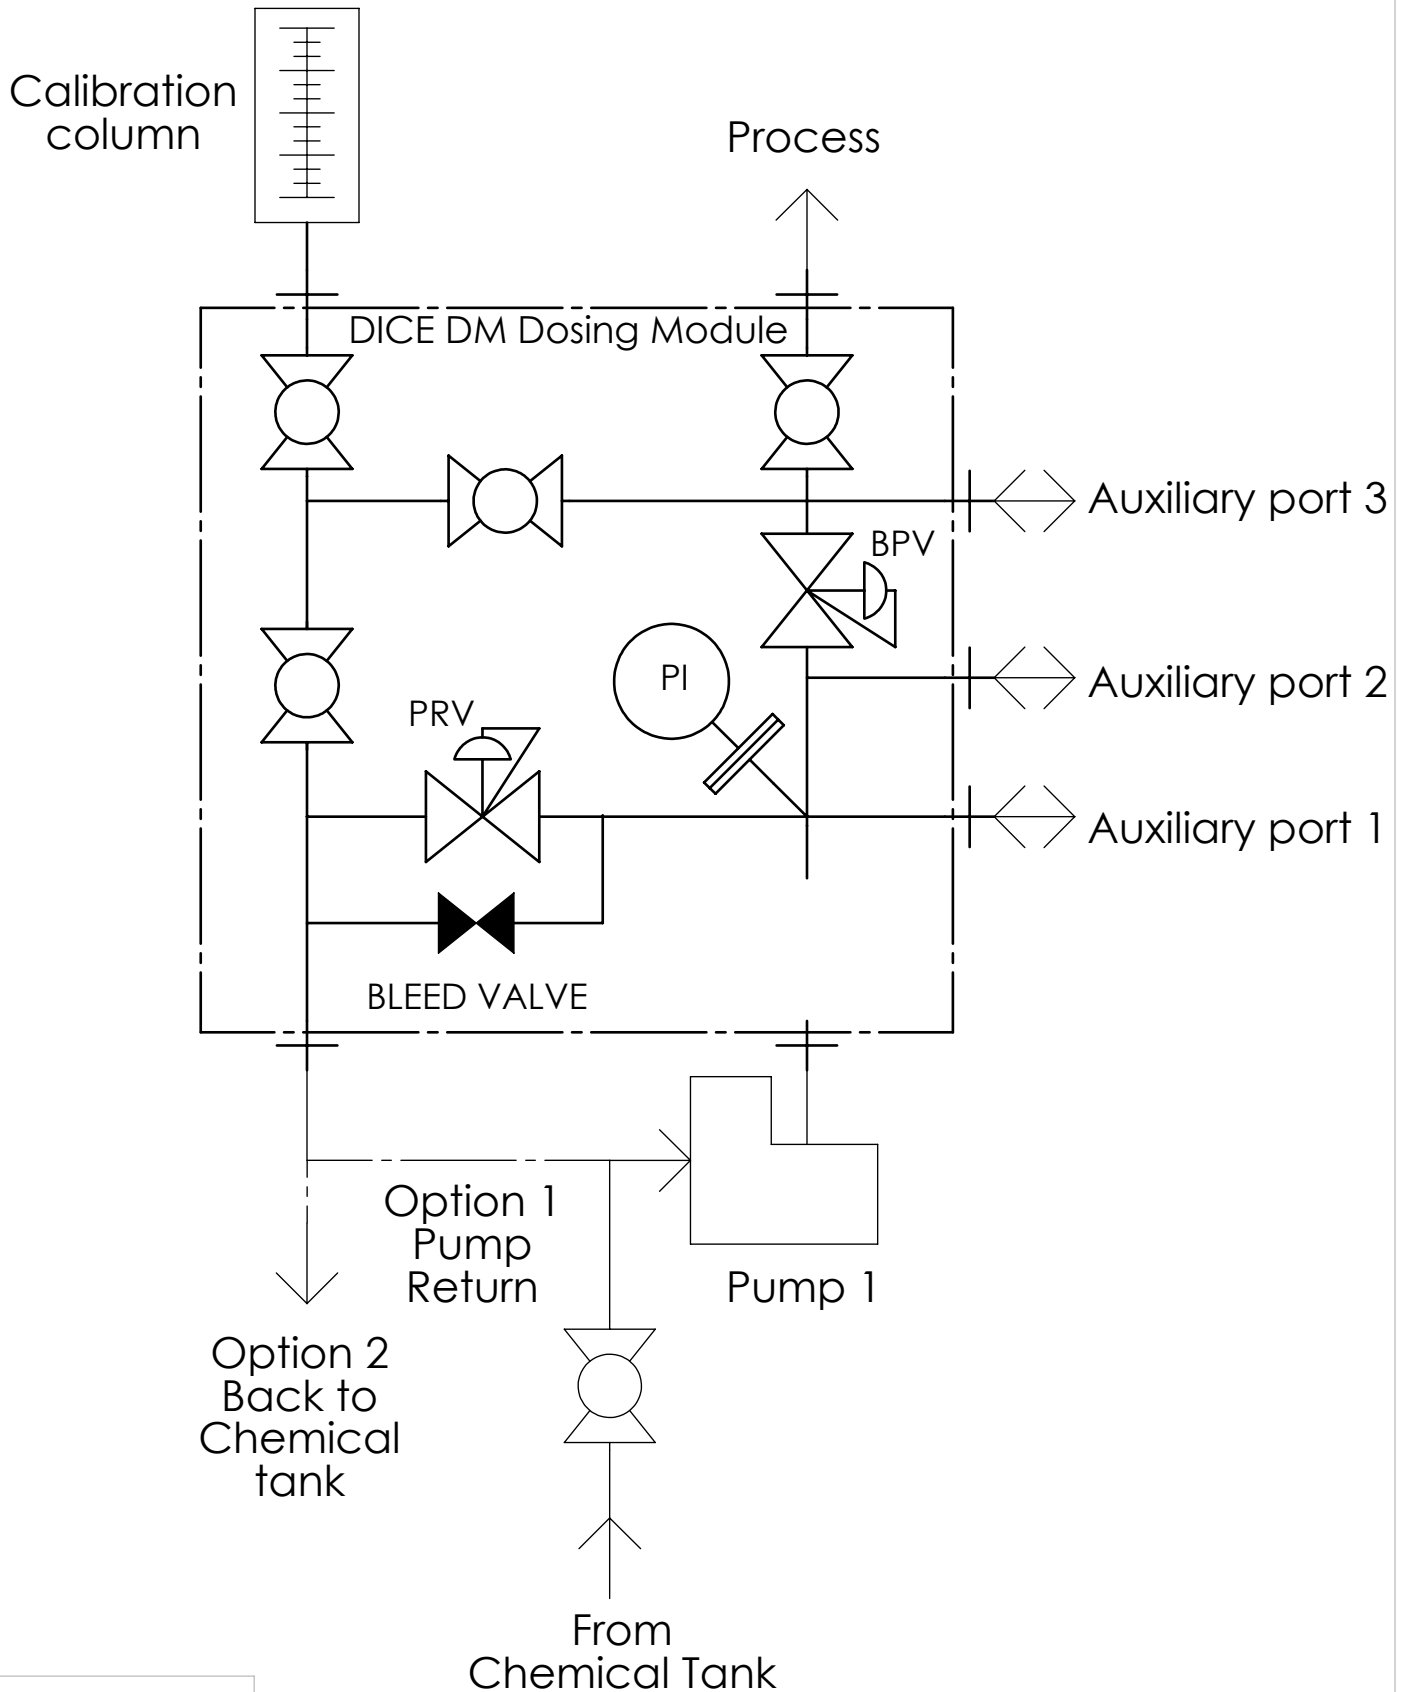 Calibration
column
Process
DICE DM Dosing Module
Auxiliary port 3
BPV
PI
Auxiliary port 2
PRV
Auxiliary port 1
BLEED VALVE
Option 1
Pump
Return
Pump 1
Option 2
Back to
Chemical
tank
From
Chemical Tank